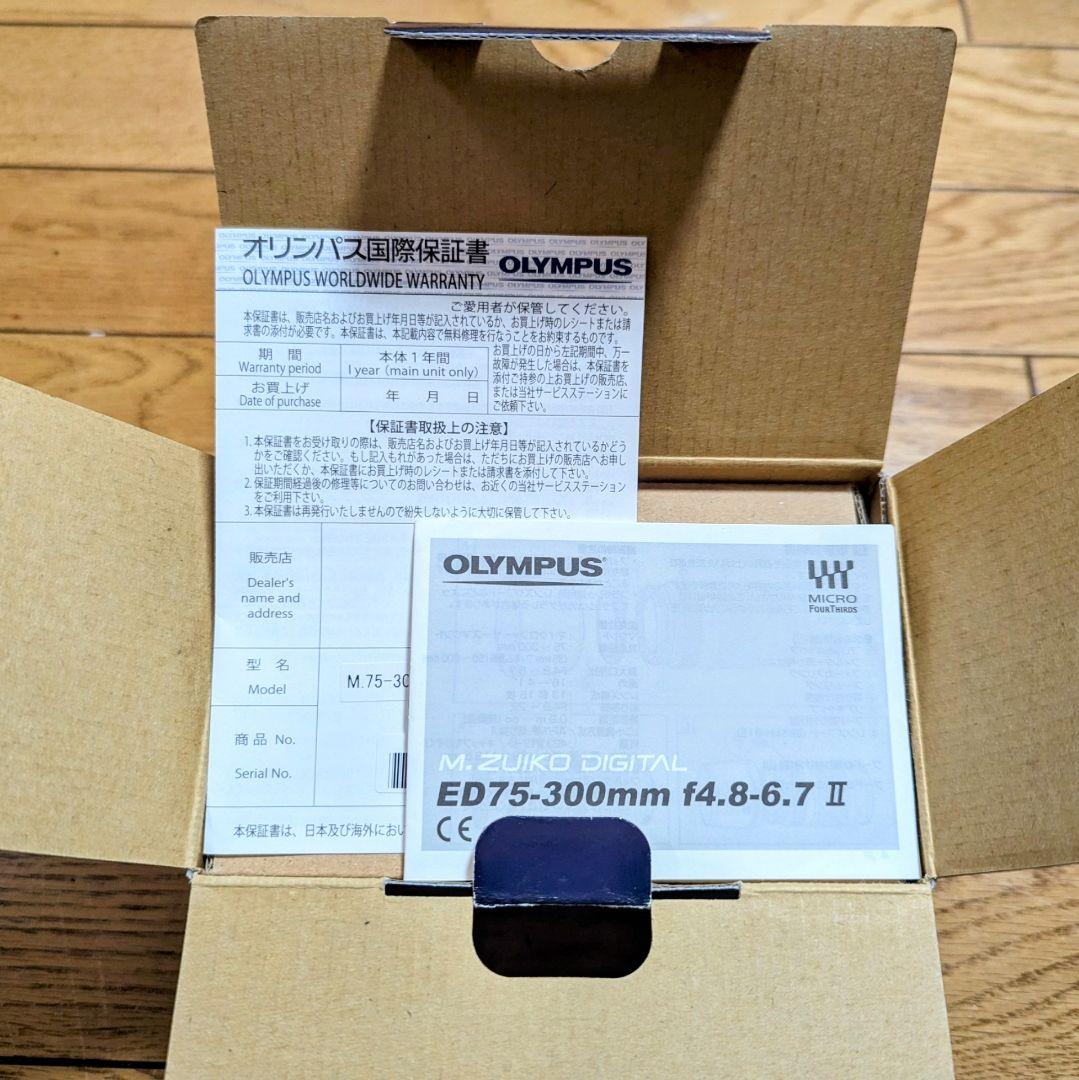 オリンパス国際保証書
OLYMPUS
OLYMPUS WORLDWIDE WARRANTY
ご愛用者が保管してください。
本保証書は、販売店名およびお買上げ年月日等が記入されているか、お買上げ時のレシートまたは請
求書の添付が必要です。本保証書は、本記載内容で無料修理を行なうことをお約束するものです。
期 間
Warranty period
本体1年間
1 year (main unit only)
お買上げ
Date of purchase
年 月 日
お買上げの日から左記期間中、万一
故障が発生した場合は、本保証書を
添付ご持参の上お買上げの販売店、
または当社サービスステーションに
ご依頼下さい。
【保証書取扱上の注意】
1. 本保証書をお受け取りの際は、販売店名およびお買上げ年月日等が記入されているかどう
かをご確認ください。もし記入もれがあった場合は、ただちにお買上げの販売店へお申し
出いただくか、本保証書にお買上げ時のレシートまたは請求書を添付して下さい。
2. 保証期間経過後の修理等についてのお問い合わせは、お近くの当社サービスステーション
をご利用下さい。
3. 本保証書は再発行いたしませんので紛失しないように大切に保管して下さい。
販売店
Dealer's
name and
address
型 名
Model
M.75-30
商品 No.
Serial No.
本保証書は、日本及び海外におい
OLYMPUS
MICRO
FOURTHIRDS
M. ZUIKO DIGITAL
ED75-300mm f4.8-6.7 II
CE